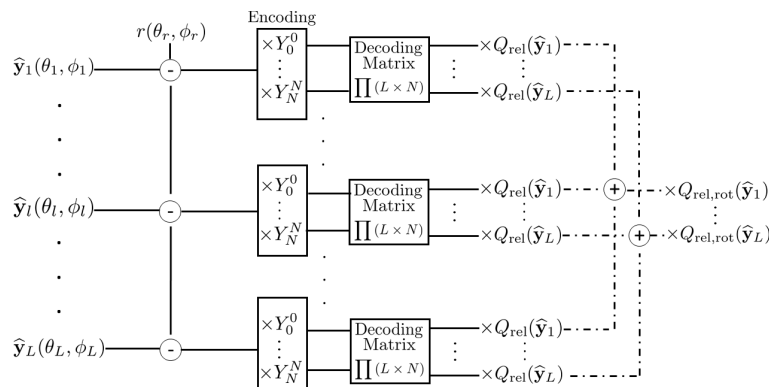 Encoding
r(θ_r, ϕ_r)
ŷ_1(θ_1, ϕ_1)
-
×Y_0^0
⋮
×Y_N^N
Decoding
Matrix
∏ (L × N)
×Q_rel(ŷ_1)
⋮
×Q_rel(ŷ_L)
ŷ_l(θ_l, ϕ_l)
-
×Y_0^0
⋮
×Y_N^N
Decoding
Matrix
∏ (L × N)
×Q_rel(ŷ_1)
⋮
×Q_rel(ŷ_L)
+
+
×Q_rel,rot(ŷ_1)
⋮
×Q_rel,rot(ŷ_L)
ŷ_L(θ_L, ϕ_L)
-
×Y_0^0
⋮
×Y_N^N
Decoding
Matrix
∏ (L × N)
×Q_rel(ŷ_1)
⋮
×Q_rel(ŷ_L)